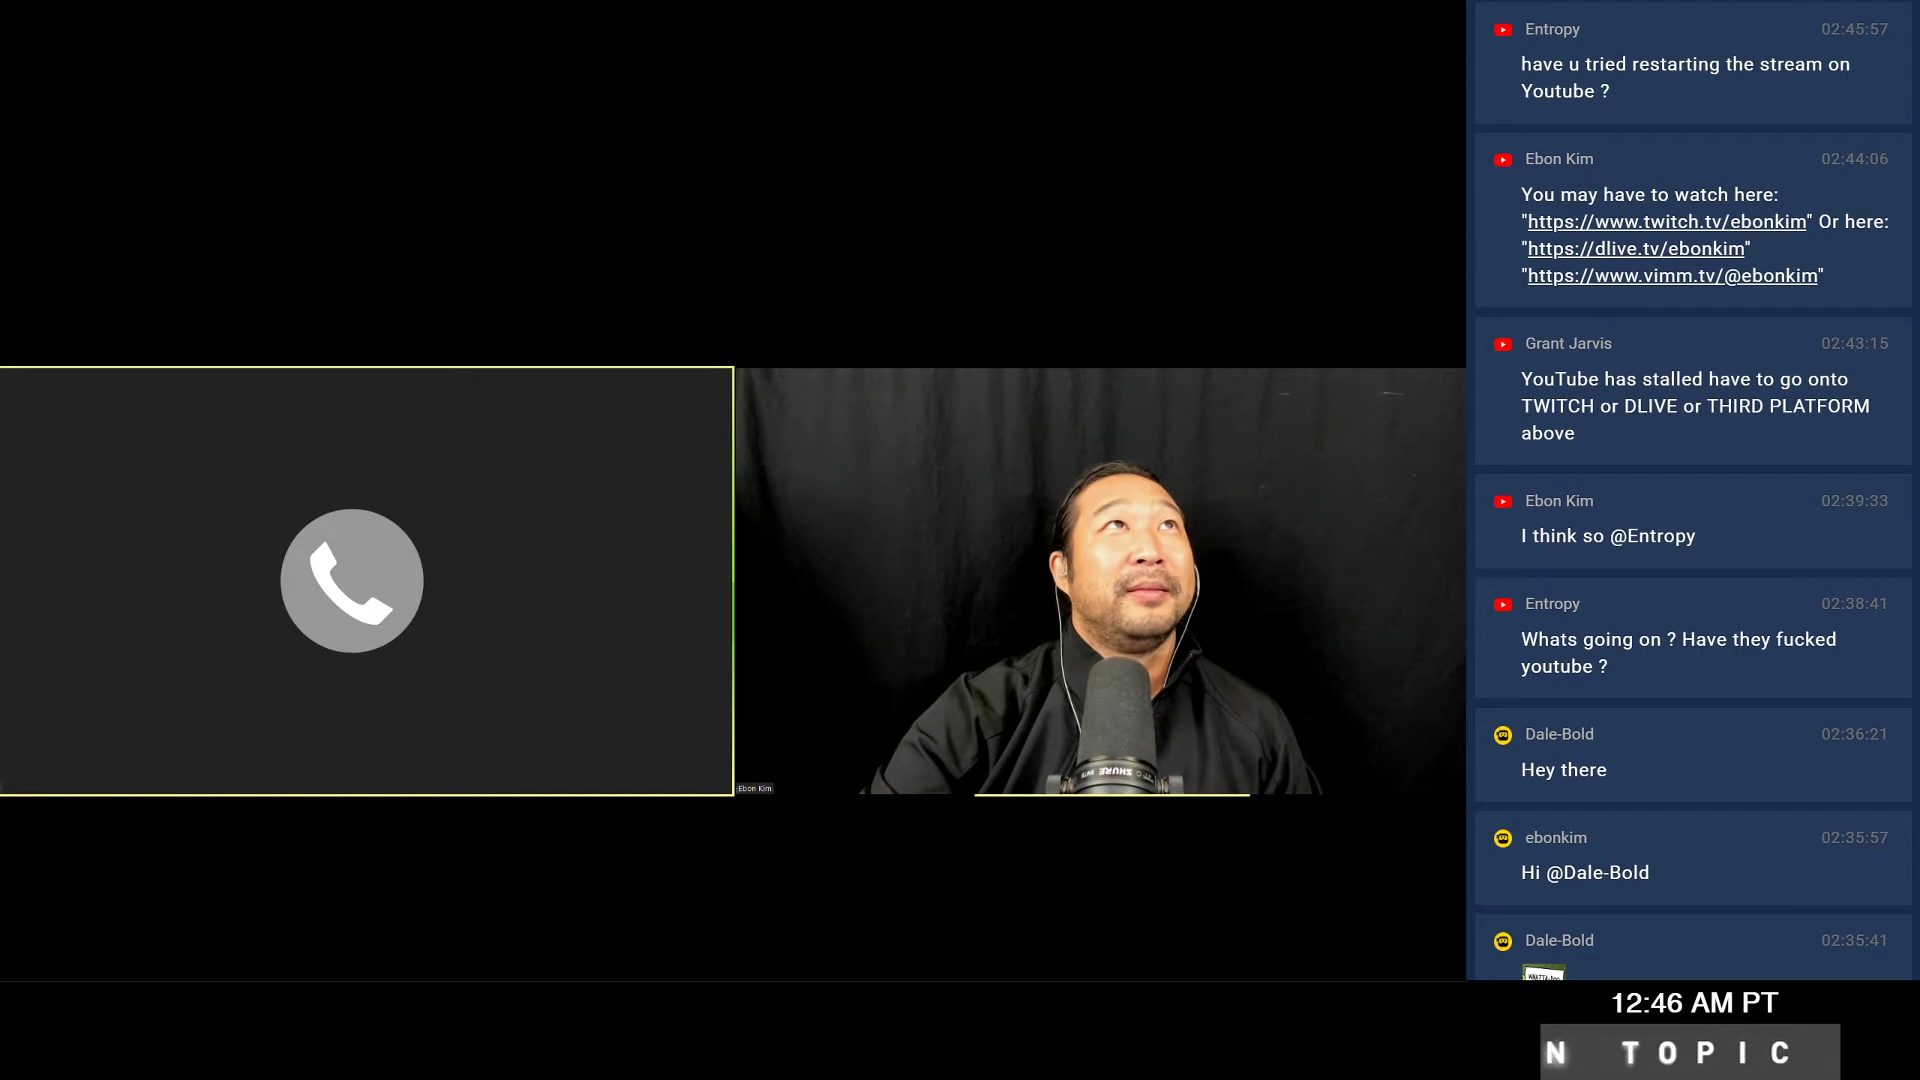 Entropy 02:45:57
have u tried restarting the stream on
Youtube ?
Ebon Kim 02:44:06
You may have to watch here:
"https://www.twitch.tv/ebonkim" Or here:
"https://dlive.tv/ebonkim"
"https://www.vimm.tv/@ebonkim"
Grant Jarvis 02:43:15
YouTube has stalled have to go onto
TWITCH or DLIVE or THIRD PLATFORM
above
Ebon Kim 02:39:33
I think so @Entropy
Entropy 02:38:41
Whats going on ? Have they fucked
youtube ?
Dale-Bold 02:36:21
Hey there
ebonkim 02:35:57
Hi @Dale-Bold
Dale-Bold 02:35:41
Ebon Kim
SHURE
12:46 AM PT
N TOPIC